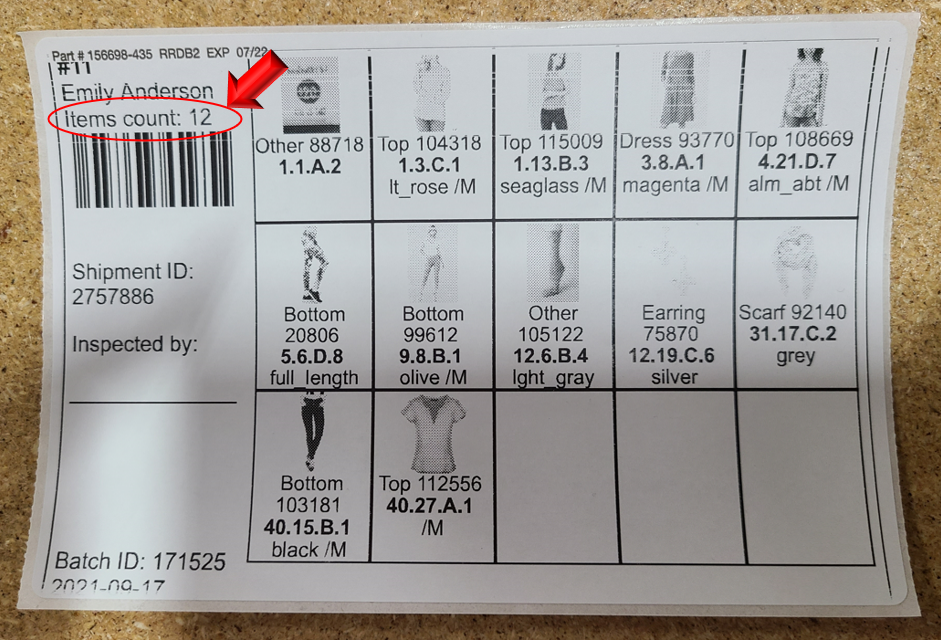 Part # 156698-435 RRDB2 EXP 07/22
#11
Emily Anderson
Items count: 12
Shipment ID:
2757886
Inspected by:
Batch ID: 171525
2021-09-17
Other 88718
1.1.A.2
Top 104318
1.3.C.1
lt_rose /M
Top 115009
1.13.B.3
seaglass /M
Dress 93770
3.8.A.1
magenta /M
Top 108669
4.21.D.7
alm_abt /M
Bottom
20806
5.6.D.8
full_length
Bottom
99612
9.8.B.1
olive /M
Other
105122
12.6.B.4
lght_gray
Earring
75870
12.19.C.6
silver
Scarf 92140
31.17.C.2
grey
Bottom
103181
40.15.B.1
black /M
Top 112556
40.27.A.1
/M